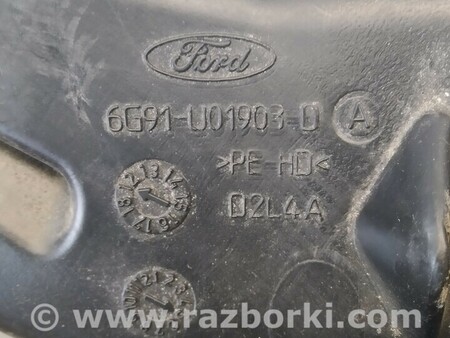 Ford
6G91-U01903-D A
>PE-HD<
D2L4A
www.razborki.com